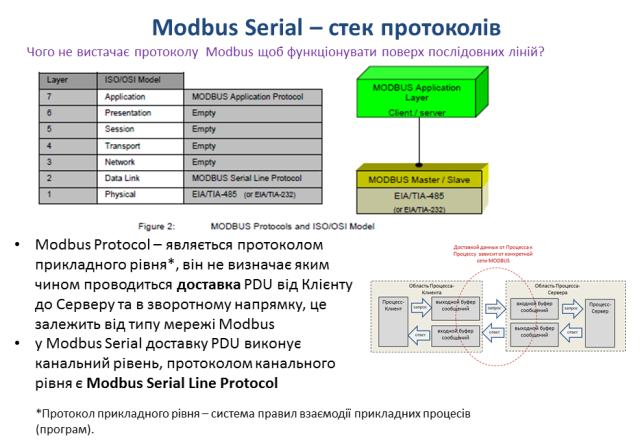 Modbus Serial – стек протоколів
Чого не вистачає протоколу Modbus щоб функціонувати поверх послідовних ліній?
Layer ISO/OSI Model
7 Application MODBUS Application Protocol
6 Presentation Empty
5 Session Empty
4 Transport Empty
3 Network Empty
2 Data Link MODBUS Serial Line Protocol
1 Physical EIA/TIA-485 (or EIA/TIA-232)
MODBUS Application
Layer
Client / server
MODBUS Master / Slave
EIA/TIA-485
(or EIA/TIA-232)
Figure 2: MODBUS Protocols and ISO/OSI Model
• Modbus Protocol – являється протоколом
прикладного рівня*, він не визначає яким
чином проводиться доставка PDU від Клієнту
до Серверу та в зворотному напрямку, це
залежить від типу мережі Modbus
• у Modbus Serial доставку PDU виконує
канальний рівень, протоколом канального
рівня є Modbus Serial Line Protocol
Доставкой данных от Процесса к
Процессу зависит от конкретной
сети MODBUS
Область Процесса-
Клиента
Область Процесса-
Сервера
Процесс-
Клиент
запрос
выходной буфер
сообщений
запрос
входной буфер
сообщений
запрос
Процесс-
Сервер
ответ
входной буфер
сообщений
ответ
выходной буфер
сообщений
ответ
*Протокол прикладного рівня – система правил взаємодії прикладних процесів
(програм).